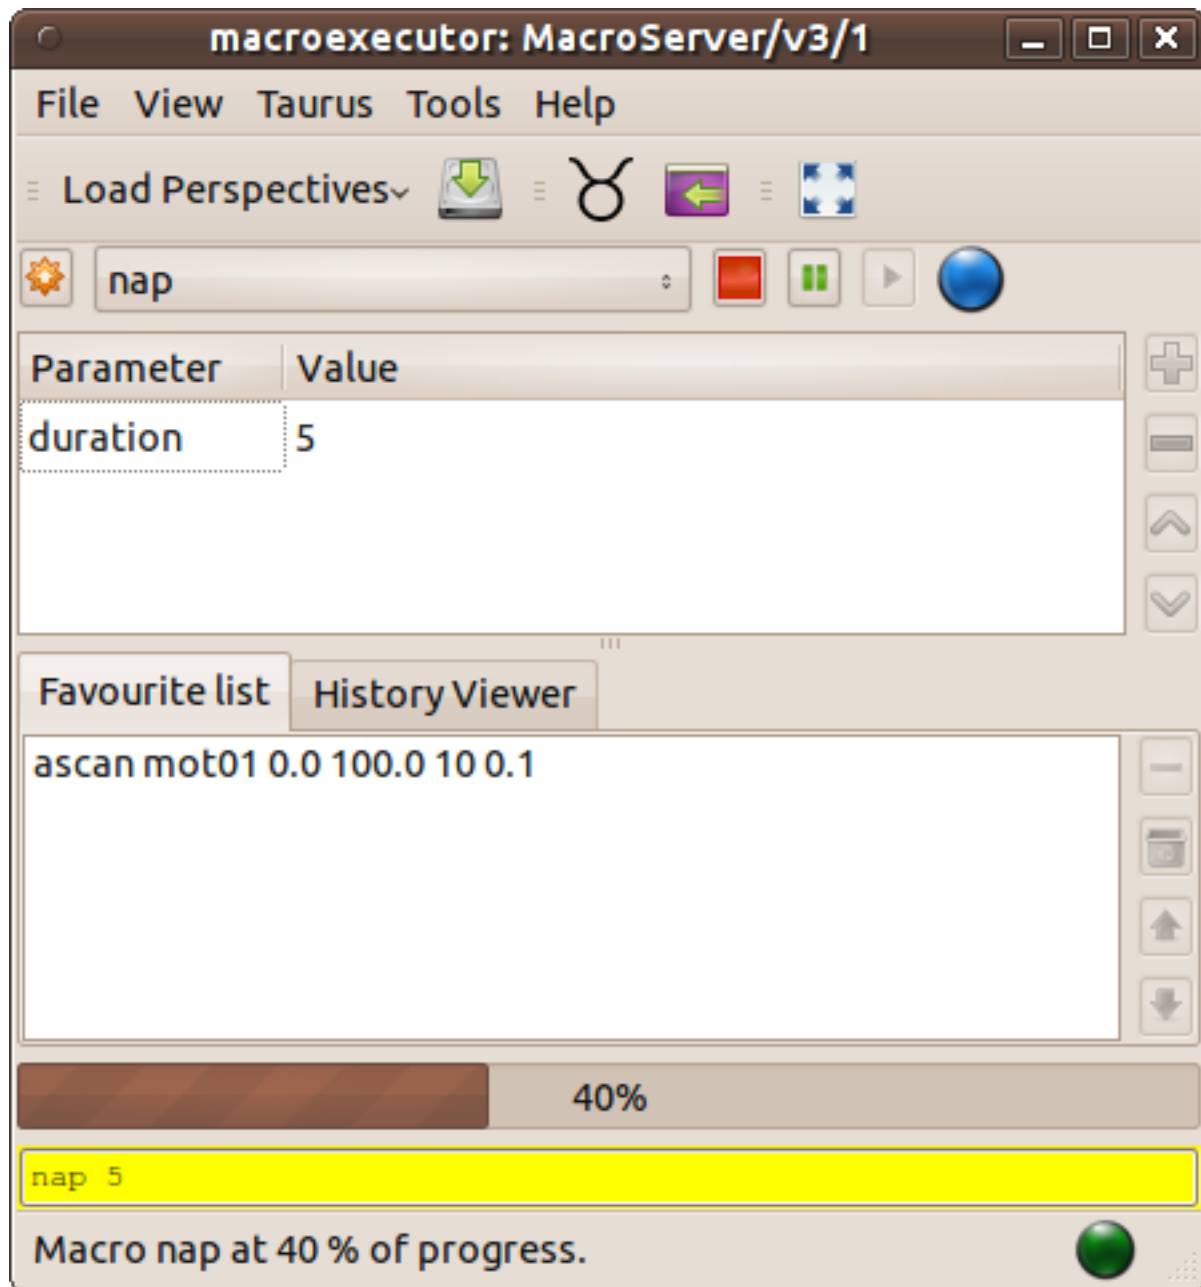 macroexecutor: MacroServer/v3/1
File View Taurus Tools Help
Load Perspectives
nap
Parameter Value
duration 5
Favourite list History Viewer
ascan mot01 0.0 100.0 10 0.1
40%
nap 5
Macro nap at 40 % of progress.